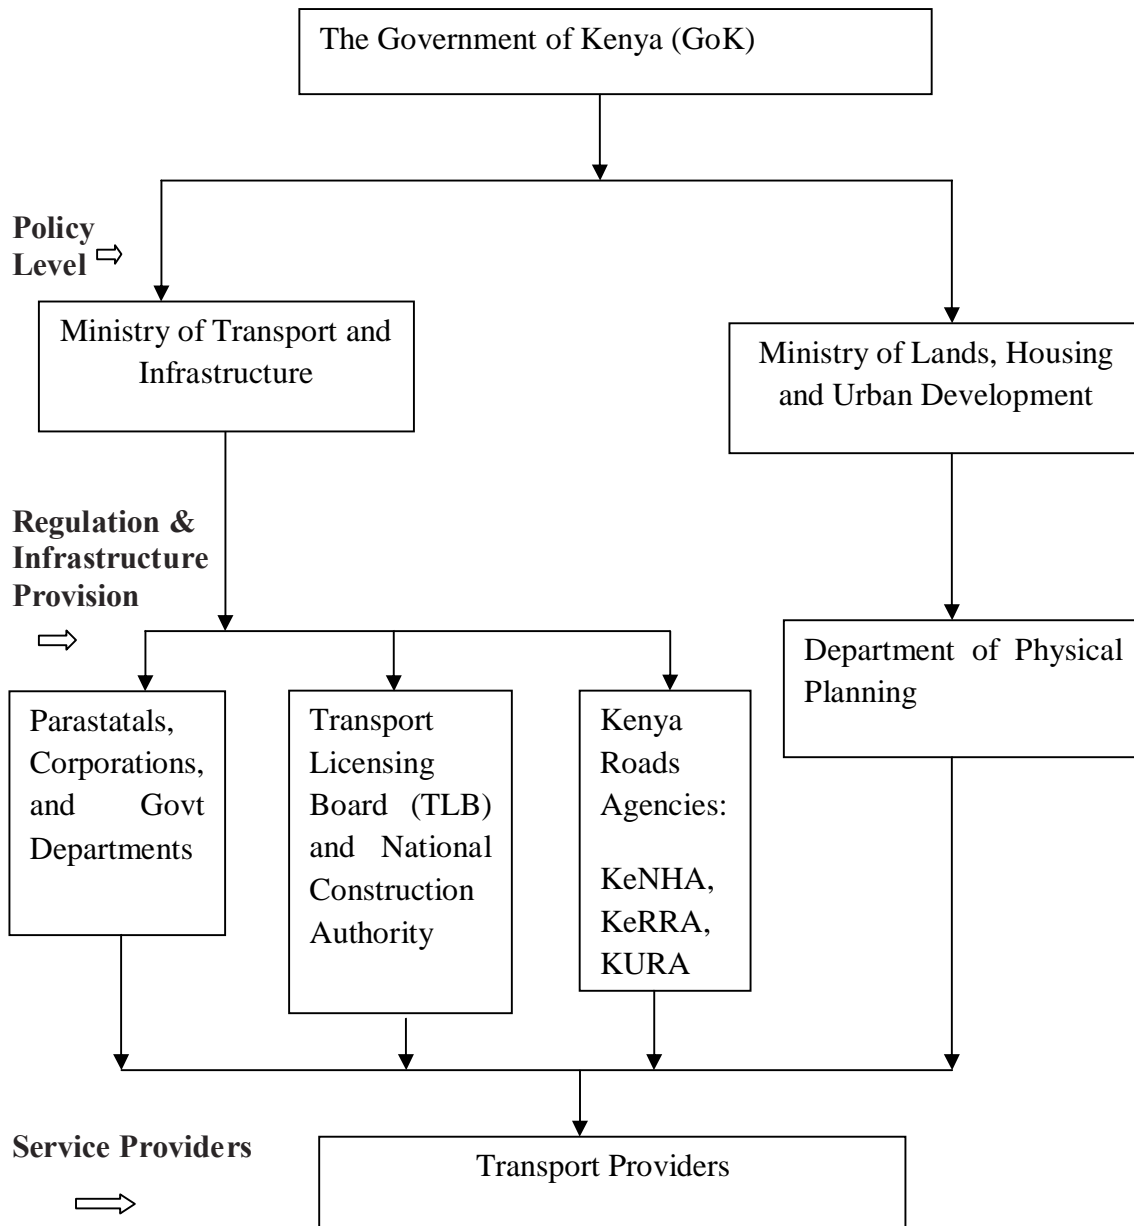 The Government of Kenya (GoK)
Policy
Level
Ministry of Transport and
Infrastructure
Ministry of Lands, Housing
and Urban Development
Regulation &
Infrastructure
Provision
Parastatals,
Corporations,
and Govt
Departments
Transport
Licensing
Board (TLB)
and National
Construction
Authority
Kenya
Roads
Agencies:
KeNHA,
KeRRA,
KURA
Department of Physical
Planning
Service Providers
Transport Providers